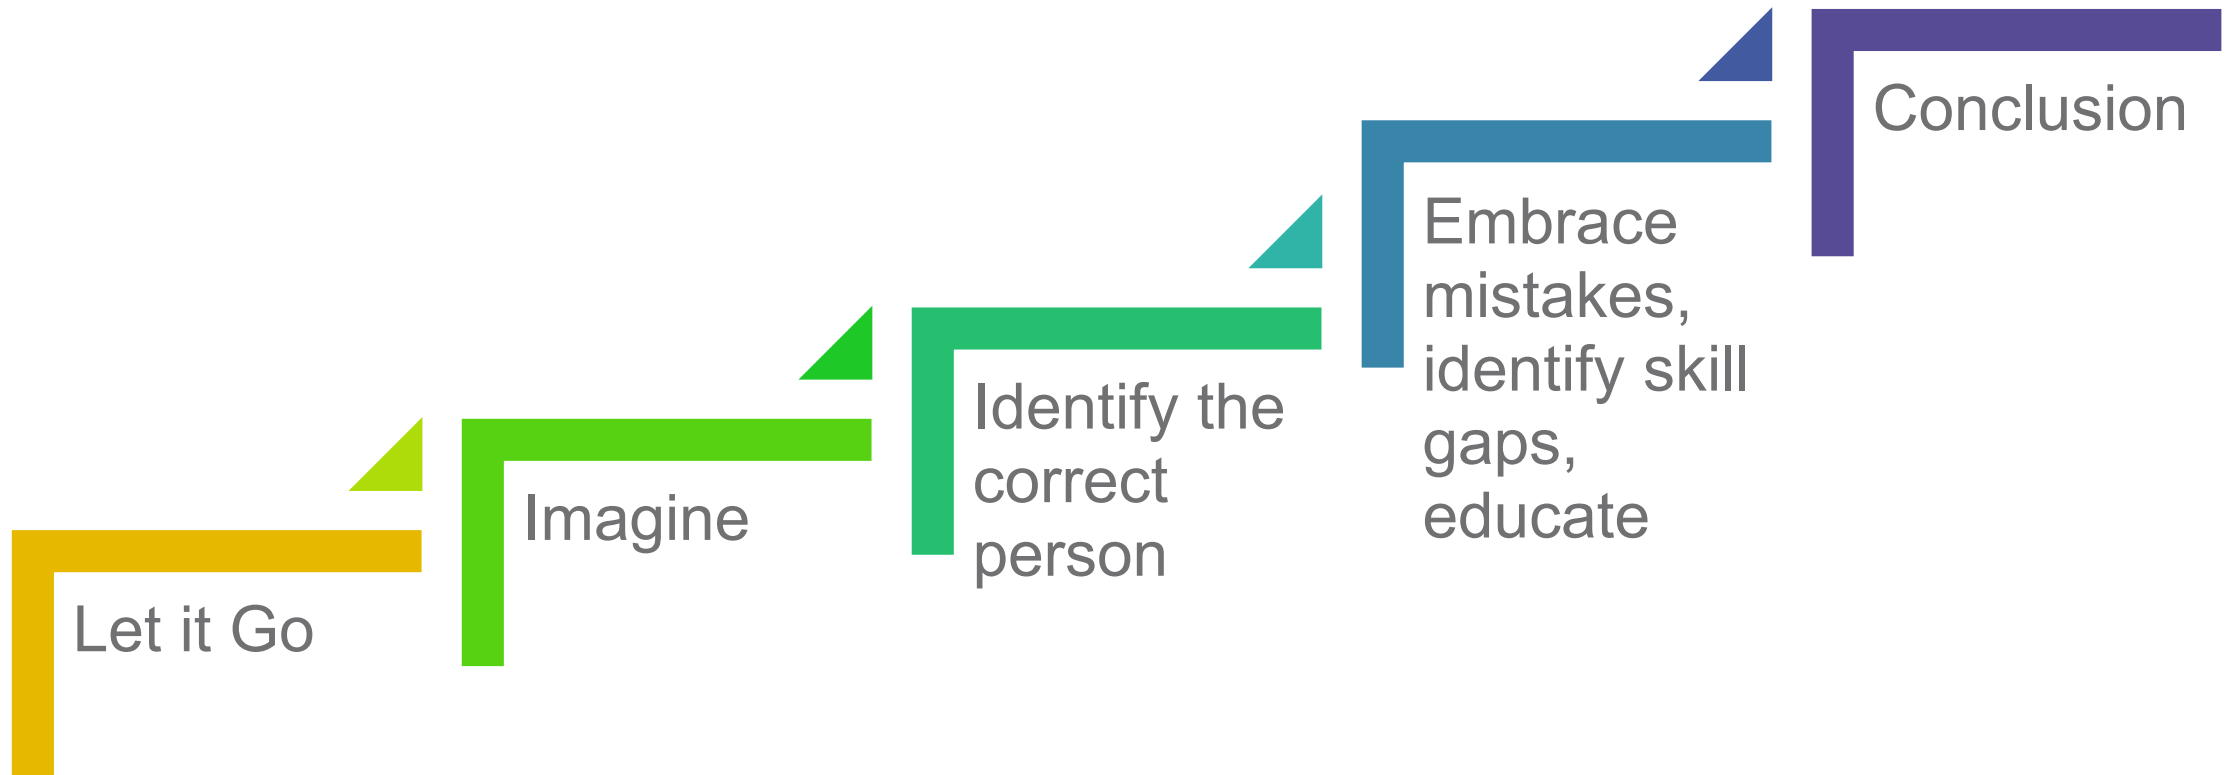 Let it Go
Imagine
Identify the
correct
person
Embrace
mistakes,
identify skill
gaps,
educate
Conclusion